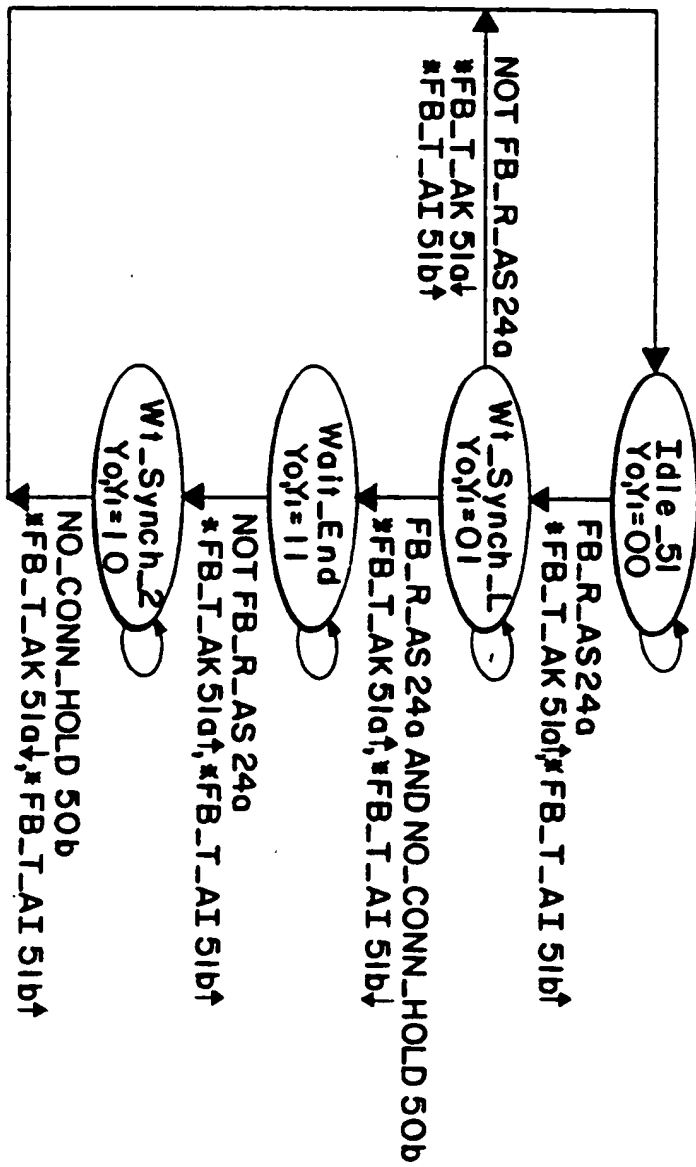 Idle_51
Y0,Y1=00
FB_R_AS 24a
*FB_T_AK 51a↑,*FB_T_AI 51b↑
Wt_Synch_1
Y0,Y1=01
NOT FB_R_AS 24a
*FB_T_AK 51a↓
*FB_T_AI 51b↑
FB_R_AS 24a AND NO_CONN_HOLD 50b
*FB_T_AK 51a↑,*FB_T_AI 51b↓
Wait_End
Y0,Y1=11
NOT FB_R_AS 24a
*FB_T_AK 51a↑,*FB_T_AI 51b↑
Wt_Synch_2
Y0,Y1=10
NO_CONN_HOLD 50b
*FB_T_AK 51a↓,*FB_T_AI 51b↑